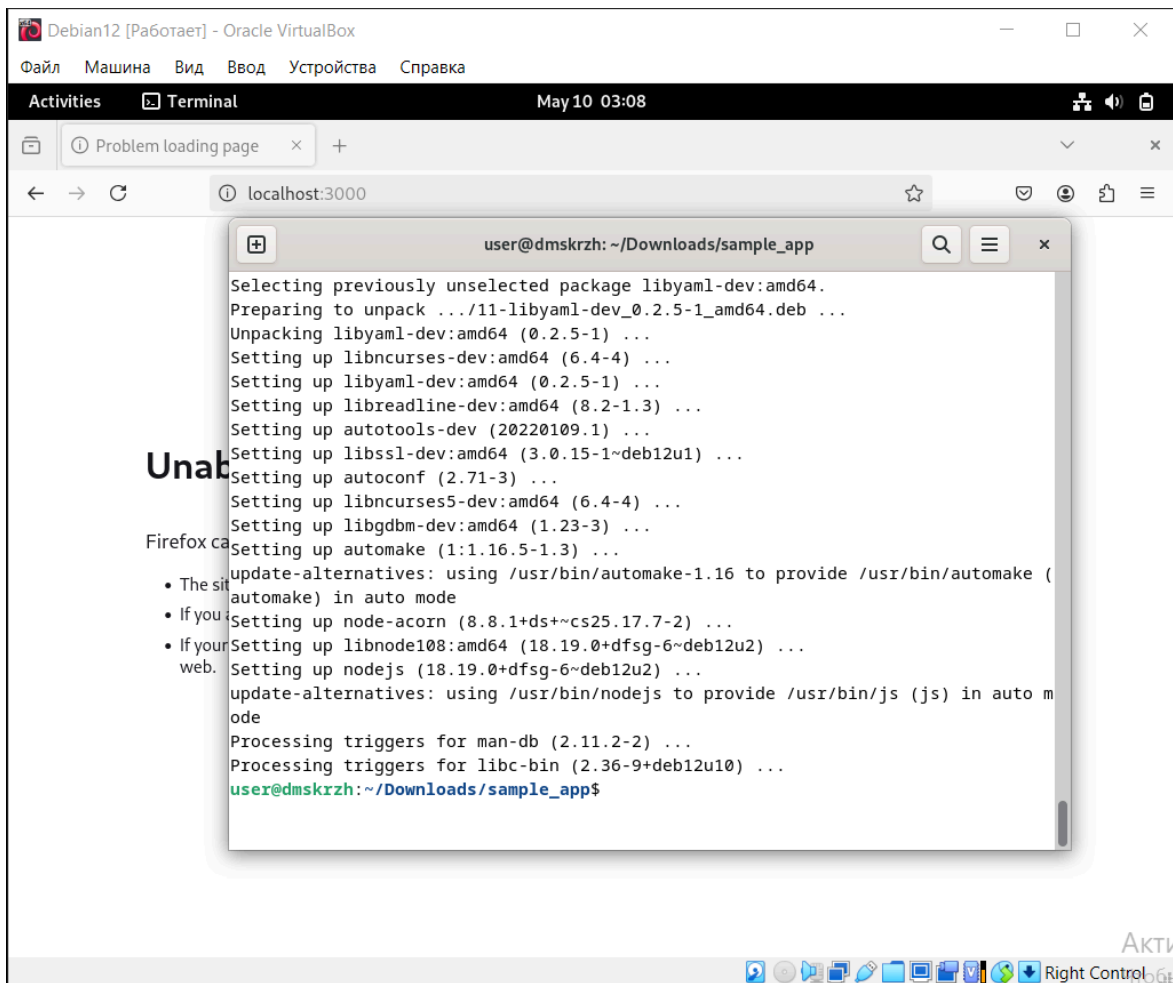 Debian12 [Работает] - Oracle VirtualBox
Файл Машина Вид Ввод Устройства Справка
Activities Terminal May 10 03:08
Problem loading page
localhost:3000
user@dmskrzh: ~/Downloads/sample_app
Selecting previously unselected package libyaml-dev:amd64.
Preparing to unpack .../11-libyaml-dev_0.2.5-1_amd64.deb ...
Unpacking libyaml-dev:amd64 (0.2.5-1) ...
Setting up libncurses-dev:amd64 (6.4-4) ...
Setting up libyaml-dev:amd64 (0.2.5-1) ...
Setting up libreadline-dev:amd64 (8.2-1.3) ...
Setting up autotools-dev (20220109.1) ...
Setting up libssl-dev:amd64 (3.0.15-1~deb12u1) ...
Setting up autoconf (2.71-3) ...
Setting up libncurses5-dev:amd64 (6.4-4) ...
Setting up libgdbm-dev:amd64 (1.23-3) ...
Setting up automake (1:1.16.5-1.3) ...
update-alternatives: using /usr/bin/automake-1.16 to provide /usr/bin/automake (
automake) in auto mode
Setting up node-acorn (8.8.1+ds+~cs25.17.7-2) ...
Setting up libnode108:amd64 (18.19.0+dfsg-6~deb12u2) ...
Setting up nodejs (18.19.0+dfsg-6~deb12u2) ...
update-alternatives: using /usr/bin/nodejs to provide /usr/bin/js (js) in auto m
ode
Processing triggers for man-db (2.11.2-2) ...
Processing triggers for libc-bin (2.36-9+deb12u10) ...
user@dmskrzh:~/Downloads/sample_app$
Unab
Firefox ca
• The sit
• If you a
• If your
web.
Акти
Right Control